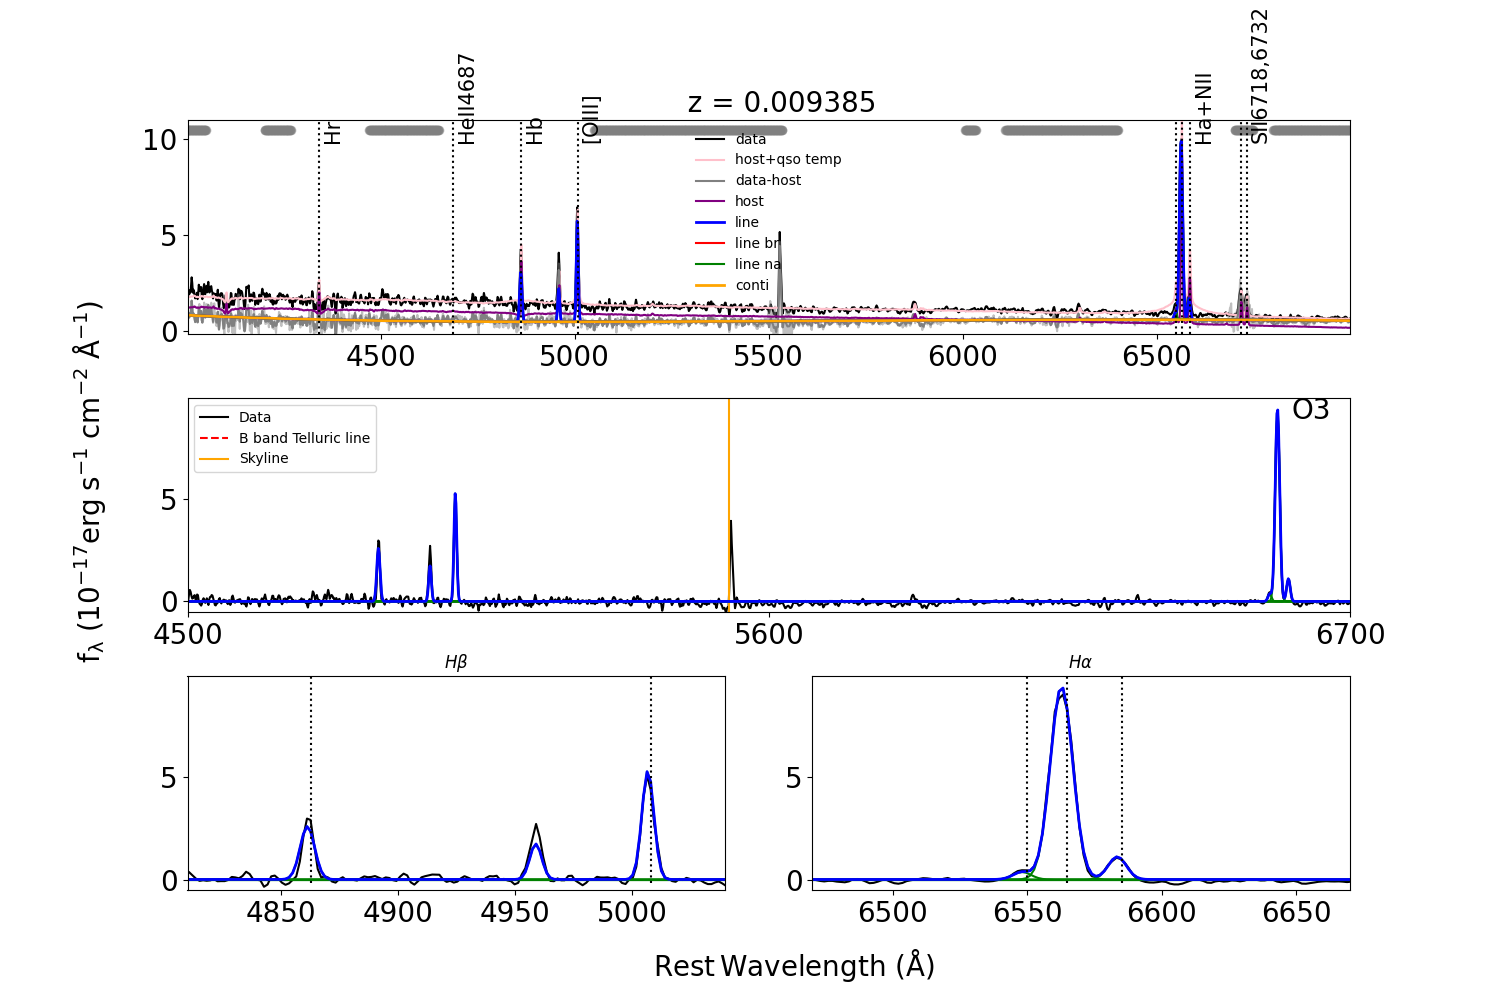 z = 0.009385
Hr
HeII4687
Hb
[OIII]
Ha+NII
SII6718,6732
10
5
0
data
host+qso temp
data-host
host
line
line br
line na
conti
4500 5000 5500 6000 6500
fλ (10⁻¹⁷erg s⁻¹ cm⁻² Å⁻¹)
Data
B band Telluric line
Skyline
O3
5
0
4500 5600 6700
Hβ
5
0
4850 4900 4950 5000
Hα
5
0
6500 6550 6600 6650
Rest Wavelength (Å)